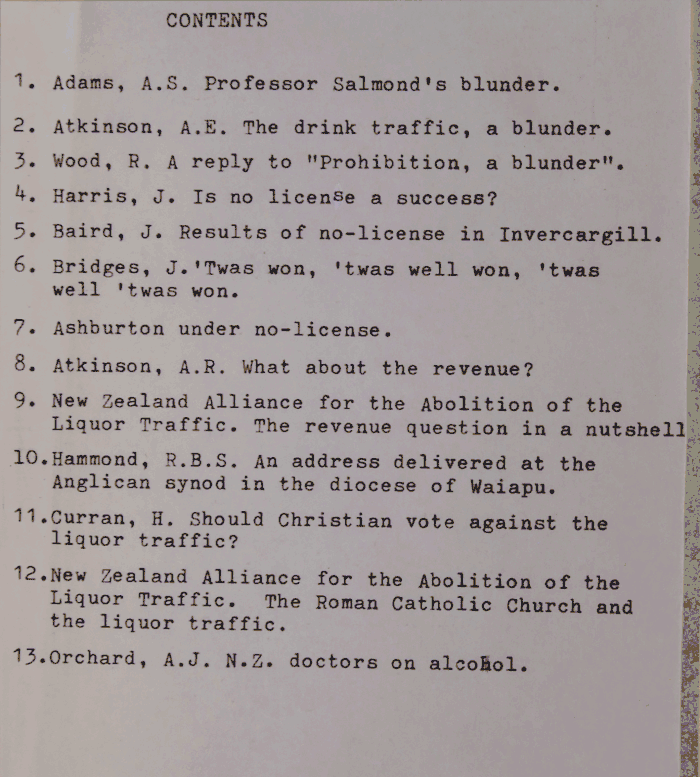 CONTENTS
1. Adams, A.S. Professor Salmond's blunder.
2. Atkinson, A.E. The drink traffic, a blunder.
3. Wood, R. A reply to "Prohibition, a blunder".
4. Harris, J. Is no license a success?
5. Baird, J. Results of no-license in Invercargill.
6. Bridges, J.'Twas won, 'twas well won, 'twas
well 'twas won.
7. Ashburton under no-license.
8. Atkinson, A.R. What about the revenue?
9. New Zealand Alliance for the Abolition of the
Liquor Traffic. The revenue question in a nutshell
10.Hammond, R.B.S. An address delivered at the
Anglican synod in the diocese of Waiapu.
11.Curran, H. Should Christian vote against the
liquor traffic?
12.New Zealand Alliance for the Abolition of the
Liquor Traffic.  The Roman Catholic Church and
the liquor traffic.
13.Orchard, A.J. N.Z. doctors on alcohol.